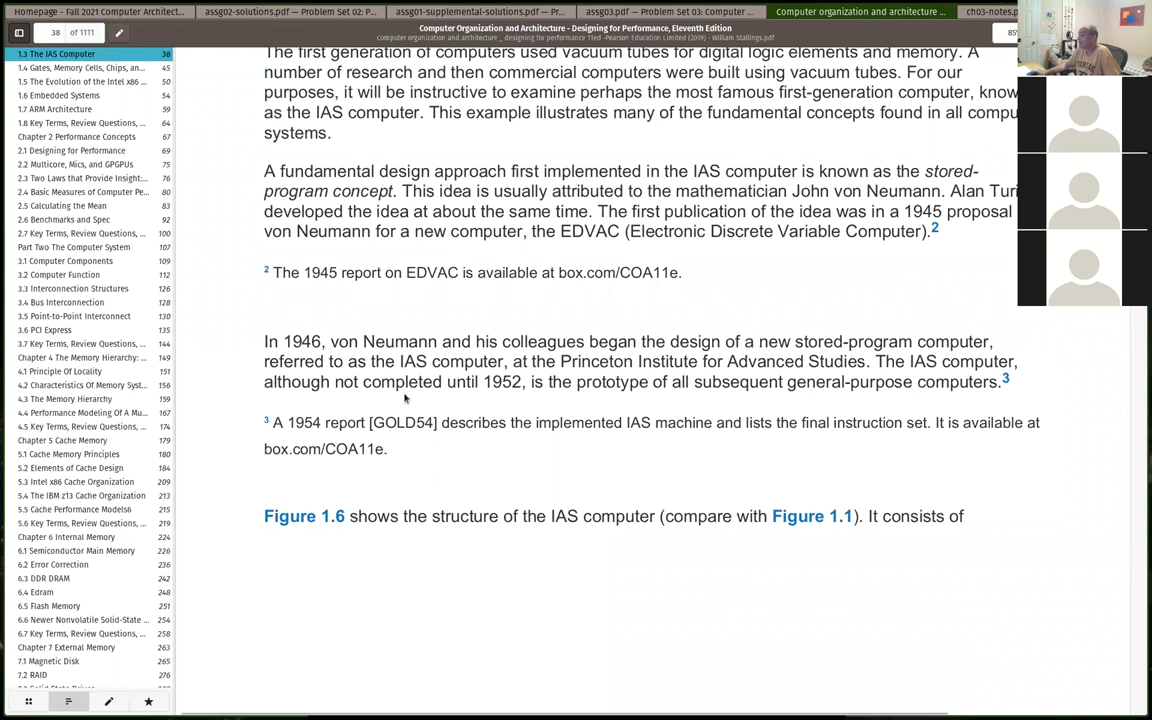 Homepage - Fall 2021 Computer Architect...
assg02-solutions.pdf — Problem Set 02: P...
assg01-supplemental-solutions.pdf — Pr...
assg03.pdf — Problem Set 03: Computer ...
Computer organization and architecture ...
ch03-notes.p
38 of 1111
Computer Organization and Architecture - Designing for Performance, Eleventh Edition
Computer organization and architecture _ designing for performance 11ed -Pearson Education Limited (2019) - William Stallings.pdf
85
1.3 The IAS Computer 38
1.4 Gates, Memory Cells, Chips, an... 45
1.5 The Evolution of the Intel x86 ... 50
1.6 Embedded Systems 54
1.7 ARM Architecture 59
1.8 Key Terms, Review Questions, ... 64
Chapter 2 Performance Concepts 67
2.1 Designing for Performance 69
2.2 Multicore, Mics, and GPGPUs 75
2.3 Two Laws that Provide Insight:... 76
2.4 Basic Measures of Computer Pe... 80
2.5 Calculating the Mean 83
2.6 Benchmarks and Spec 92
2.7 Key Terms, Review Questions, ... 100
Part Two The Computer System 107
3.1 Computer Components 109
3.2 Computer Function 112
3.3 Interconnection Structures 126
3.4 Bus Interconnection 128
3.5 Point-to-Point Interconnect 130
3.6 PCI Express 135
3.7 Key Terms, Review Questions, ... 144
Chapter 4 The Memory Hierarchy: ... 149
4.1 Principle Of Locality 151
4.2 Characteristics Of Memory Syst... 156
4.3 The Memory Hierarchy 159
4.4 Performance Modeling Of A Mu... 167
4.5 Key Terms, Review Questions, ... 174
Chapter 5 Cache Memory 179
5.1 Cache Memory Principles 180
5.2 Elements of Cache Design 184
5.3 Intel x86 Cache Organization 209
5.4 The IBM z13 Cache Organization 213
5.5 Cache Performance Models6 215
5.6 Key Terms, Review Questions, ... 219
Chapter 6 Internal Memory 224
6.1 Semiconductor Main Memory 226
6.2 Error Correction 236
6.3 DDR DRAM 242
6.4 Edram 248
6.5 Flash Memory 251
6.6 Newer Nonvolatile Solid-State ... 254
6.7 Key Terms, Review Questions, ... 258
Chapter 7 External Memory 263
7.1 Magnetic Disk 265
7.2 RAID 276
The first generation of computers used vacuum tubes for digital logic elements and memory. A
number of research and then commercial computers were built using vacuum tubes. For our
purposes, it will be instructive to examine perhaps the most famous first-generation computer, know
as the IAS computer. This example illustrates many of the fundamental concepts found in all compu
systems.
A fundamental design approach first implemented in the IAS computer is known as the stored-
program concept. This idea is usually attributed to the mathematician John von Neumann. Alan Turi
developed the idea at about the same time. The first publication of the idea was in a 1945 proposal
von Neumann for a new computer, the EDVAC (Electronic Discrete Variable Computer).2
2 The 1945 report on EDVAC is available at box.com/COA11e.
In 1946, von Neumann and his colleagues began the design of a new stored-program computer,
referred to as the IAS computer, at the Princeton Institute for Advanced Studies. The IAS computer,
although not completed until 1952, is the prototype of all subsequent general-purpose computers.3
3 A 1954 report [GOLD54] describes the implemented IAS machine and lists the final instruction set. It is available at
box.com/COA11e.
Figure 1.6 shows the structure of the IAS computer (compare with Figure 1.1). It consists of